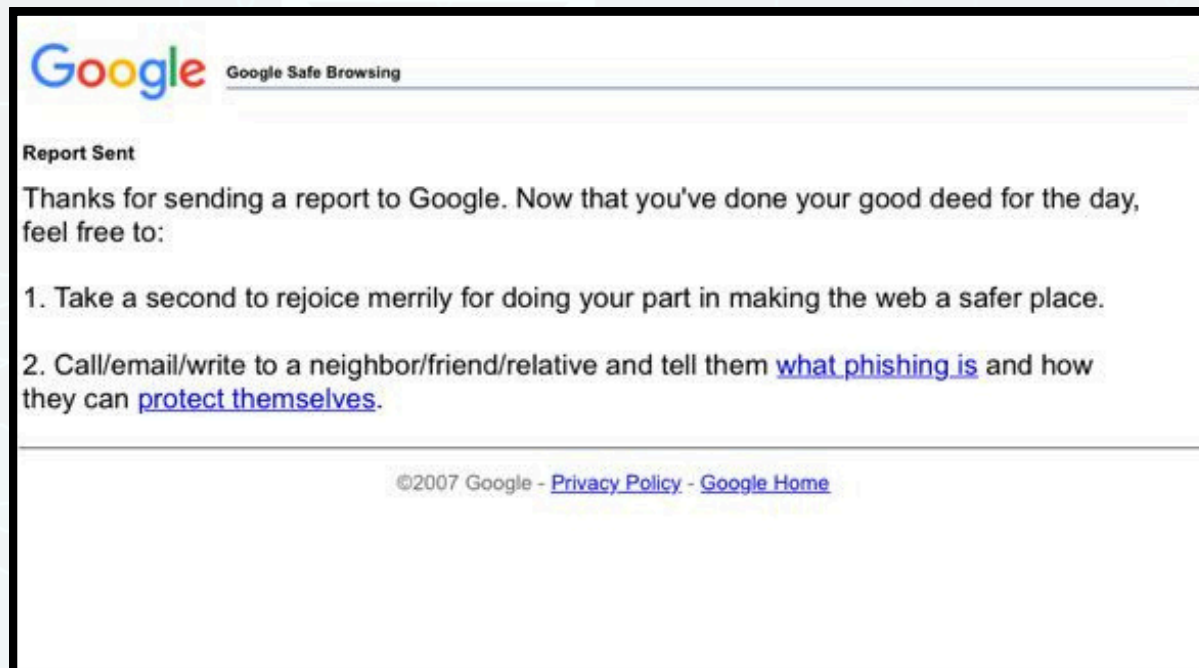 Google Google Safe Browsing
Report Sent
Thanks for sending a report to Google. Now that you've done your good deed for the day,
feel free to:
1. Take a second to rejoice merrily for doing your part in making the web a safer place.
2. Call/email/write to a neighbor/friend/relative and tell them what phishing is and how
they can protect themselves.
©2007 Google - Privacy Policy - Google Home